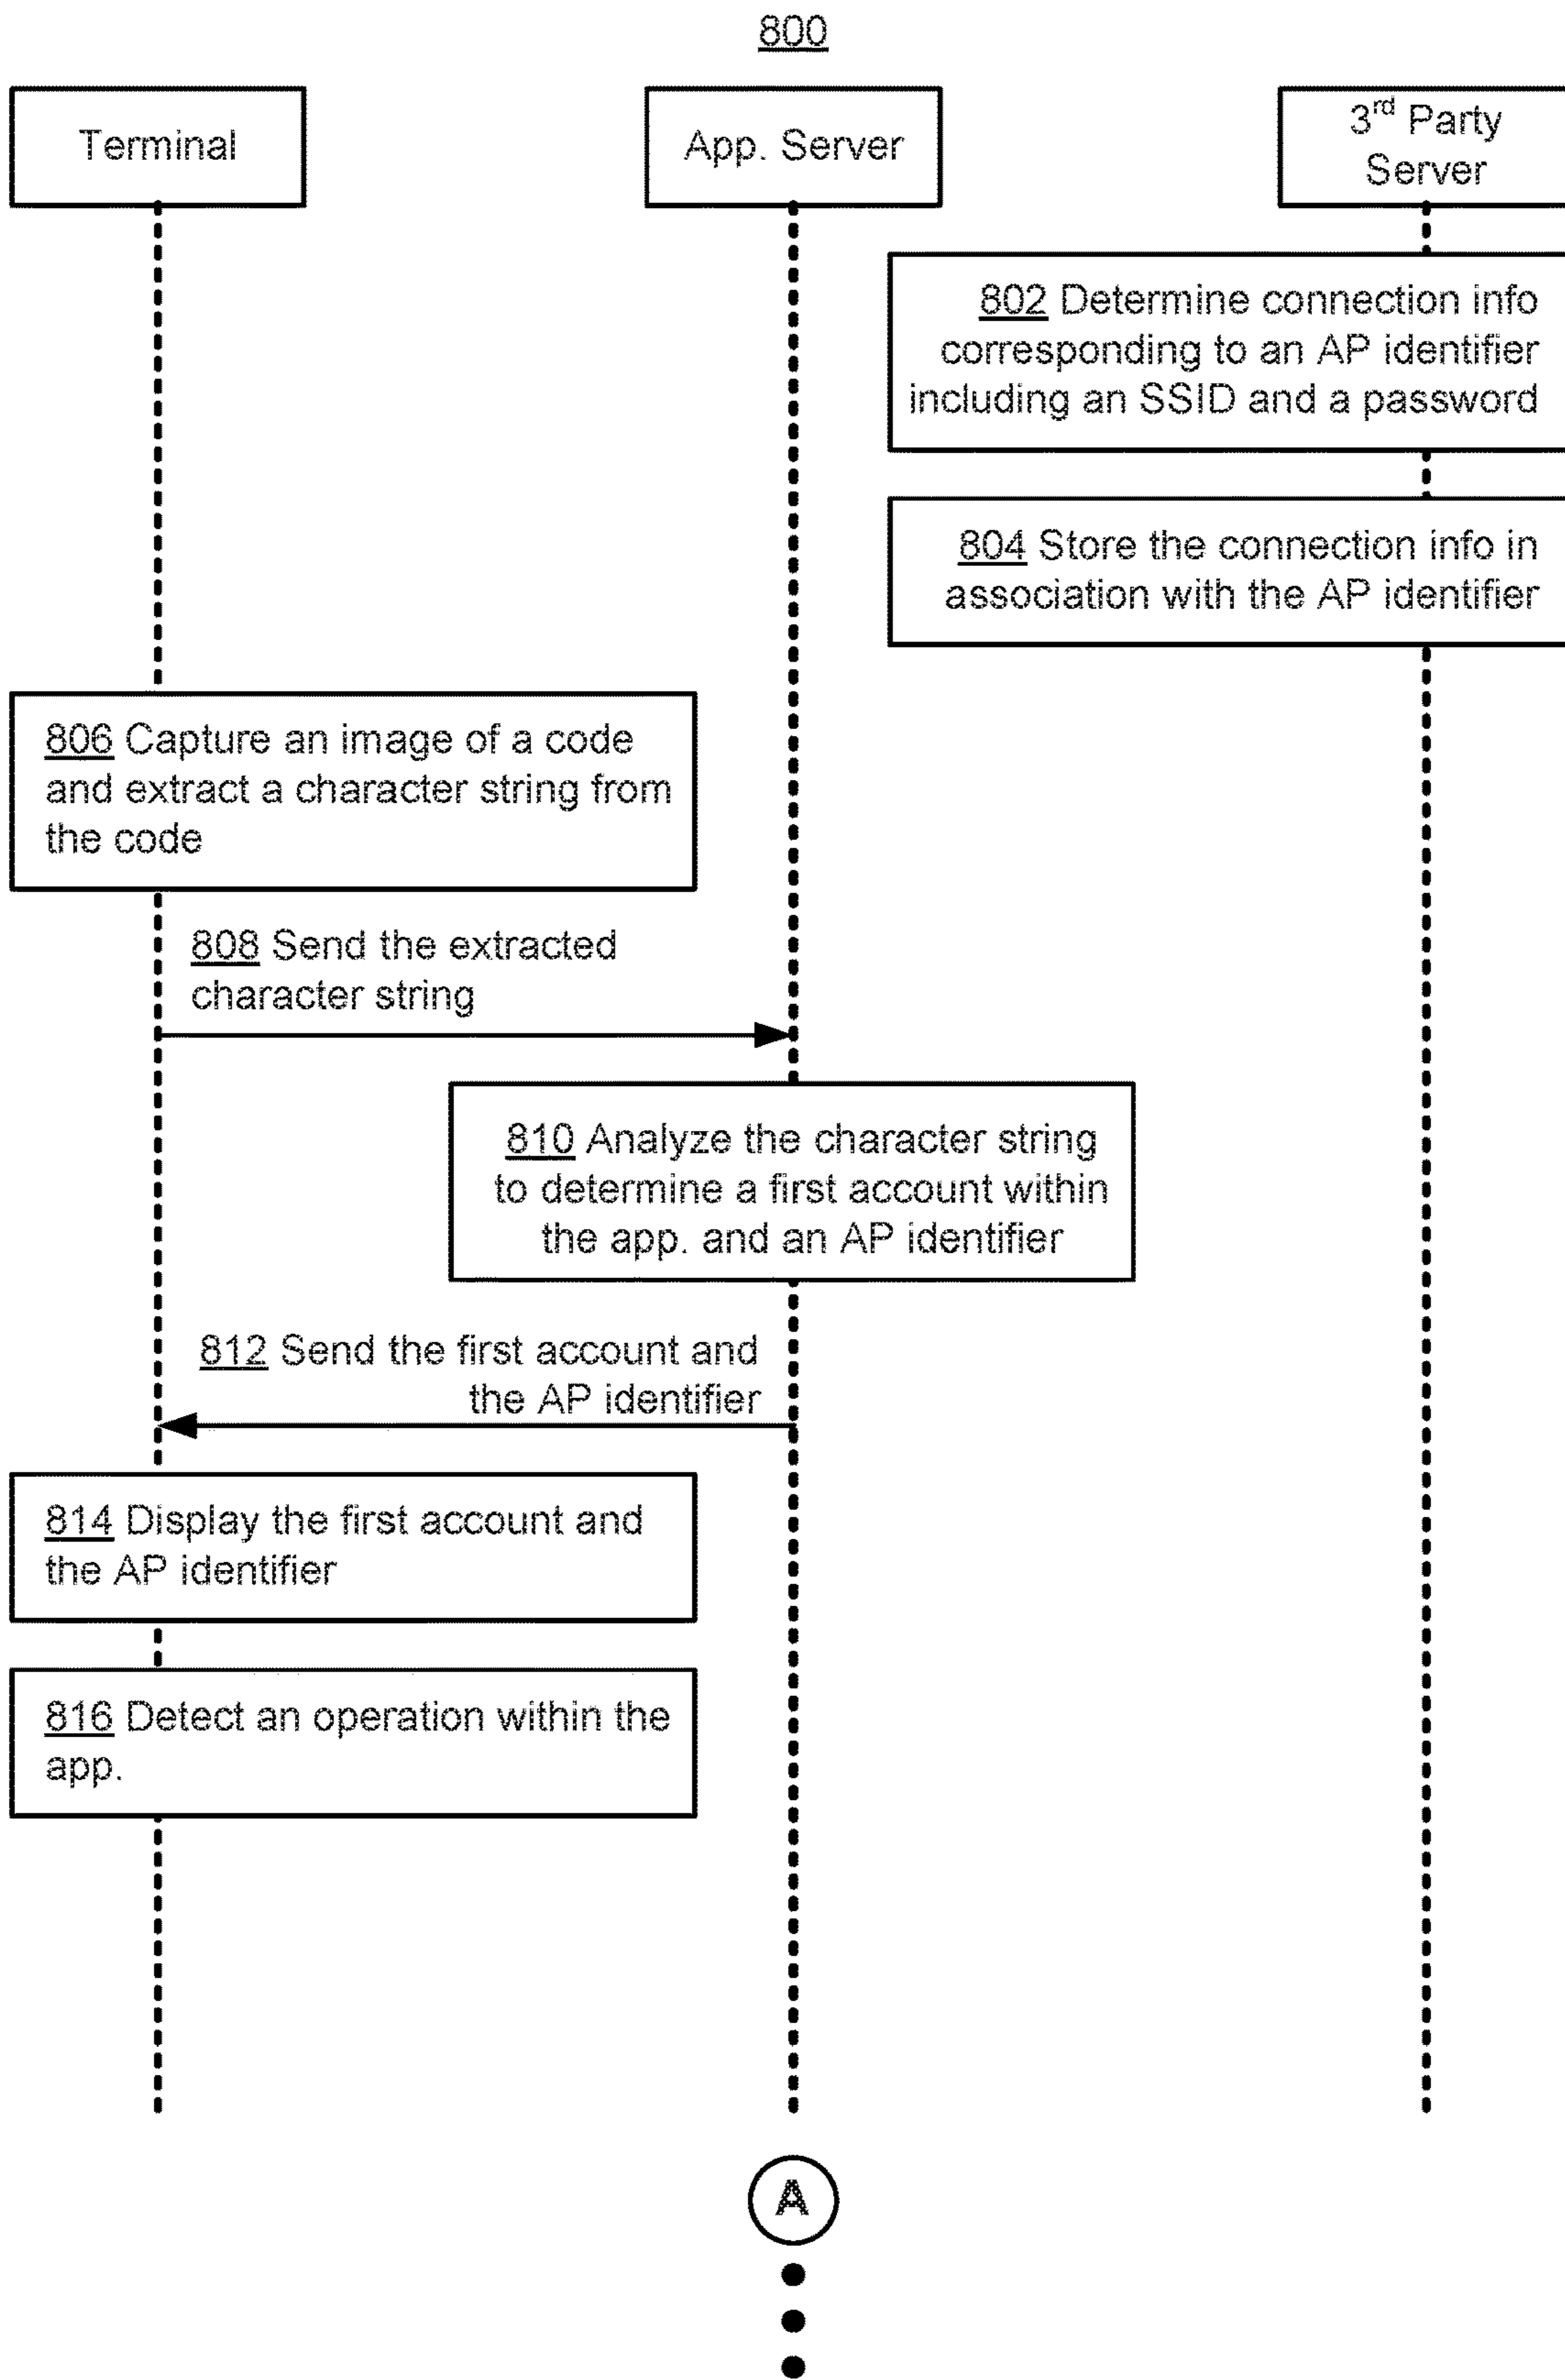 800
Terminal
App. Server
3rd Party
Server
802 Determine connection info
corresponding to an AP identifier
including an SSID and a password
804 Store the connection info in
association with the AP identifier
806 Capture an image of a code
and extract a character string from
the code
808 Send the extracted
character string
810 Analyze the character string
to determine a first account within
the app. and an AP identifier
812 Send the first account and
the AP identifier
814 Display the first account and
the AP identifier
816 Detect an operation within the
app.
A